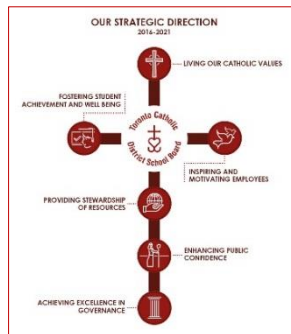 OUR STRATEGIC DIRECTION
2016-2021
LIVING OUR CATHOLIC VALUES
FOSTERING STUDENT
ACHIEVEMENT AND WELL BEING
Toronto Catholic
District School Board
INSPIRING AND
MOTIVATING EMPLOYEES
PROVIDING STEWARDSHIP
OF RESOURCES
ENHANCING PUBLIC
CONFIDENCE
ACHIEVING EXCELLENCE IN
GOVERNANCE